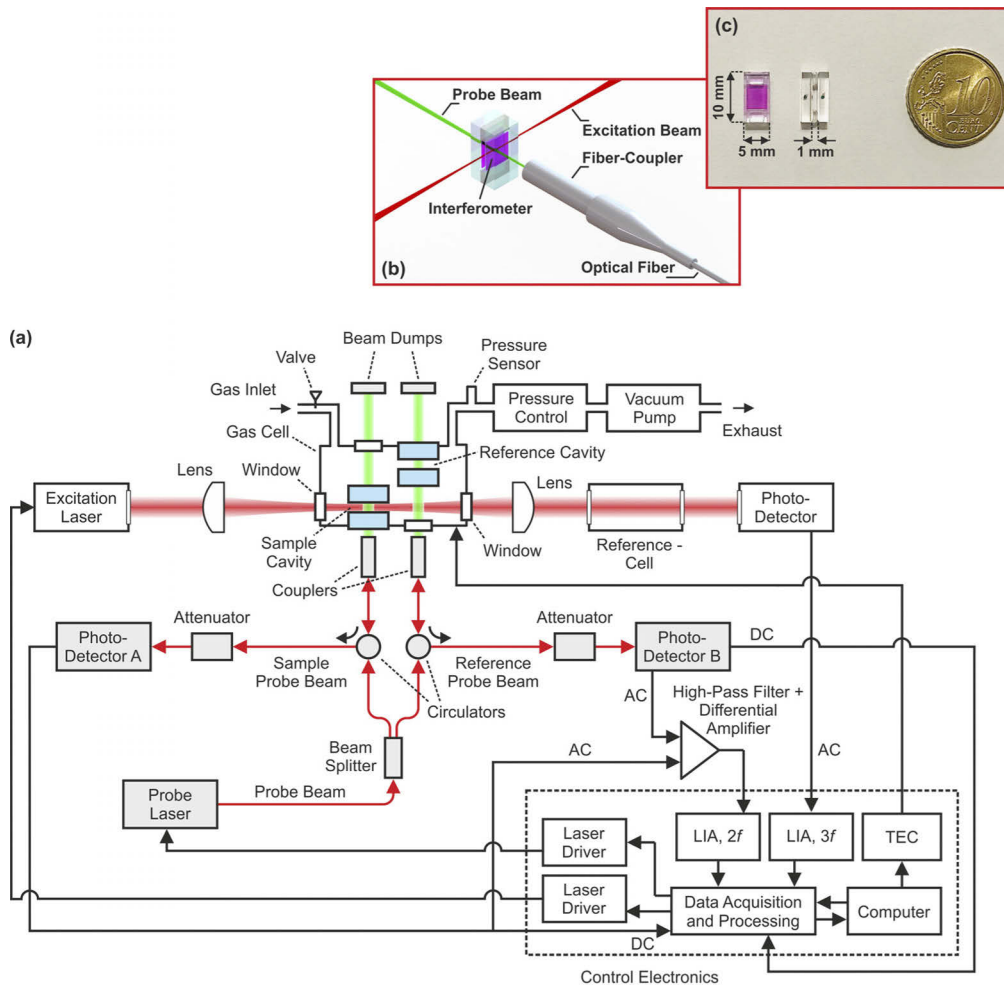 (c)
10 mm
5 mm
1 mm
10
EURO
CENT
Probe Beam
Excitation Beam
Fiber-Coupler
Interferometer
Optical Fiber
(b)
(a)
Beam Dumps
Pressure
Sensor
Valve
Gas Inlet
Pressure
Control
Vacuum
Pump
Exhaust
Gas Cell
Reference Cavity
Window
Lens
Lens
Excitation
Laser
Photo-
Detector
Sample
Cavity
Window
Reference -
Cell
Couplers
Attenuator
Attenuator
Photo-
Detector A
Photo-
Detector B
DC
Sample
Probe Beam
Reference
Probe Beam
Circulators
AC
High-Pass Filter +
Differential
Amplifier
Beam
Splitter
AC
AC
Probe
Laser
Probe Beam
Laser
Driver
LIA, 2f
LIA, 3f
TEC
Laser
Driver
Data Acquisition
and Processing
Computer
DC
Control Electronics